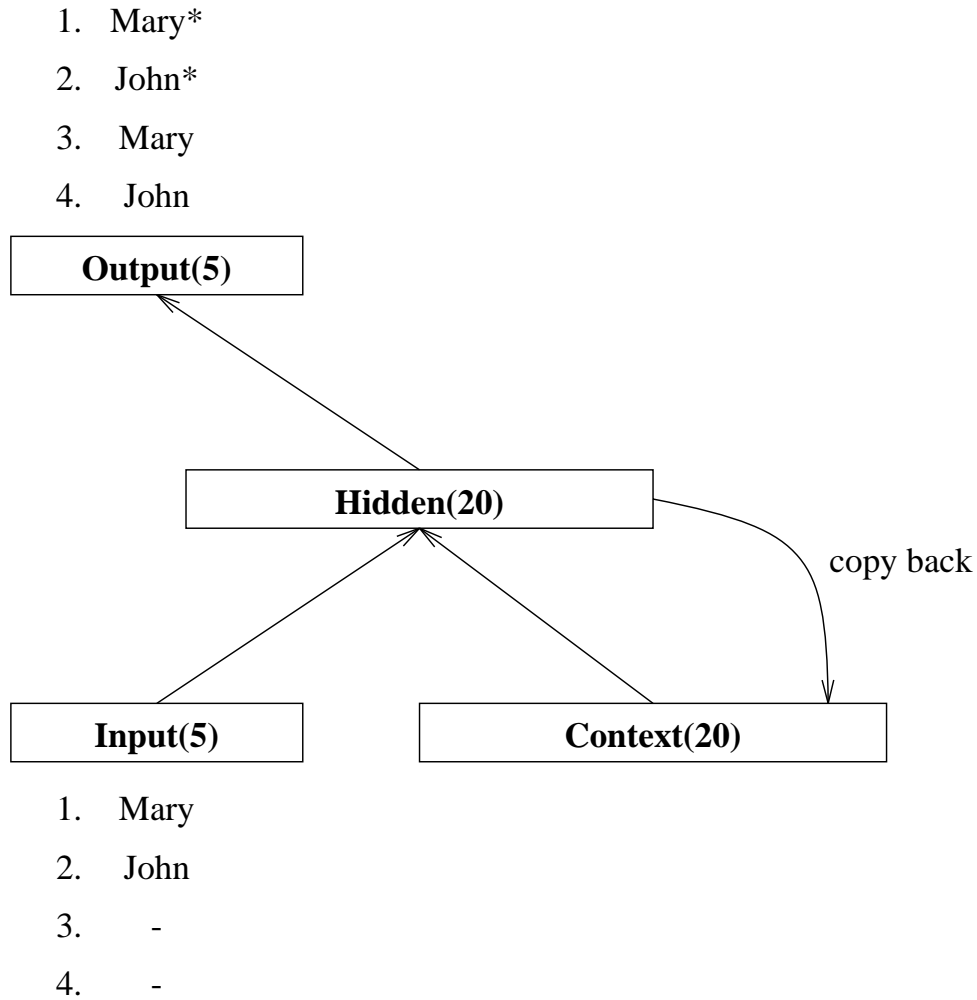 1. Mary*
2. John*
3. Mary
4. John
Output(5)
Hidden(20)
copy back
Input(5)
Context(20)
1. Mary
2. John
3. -
4. -